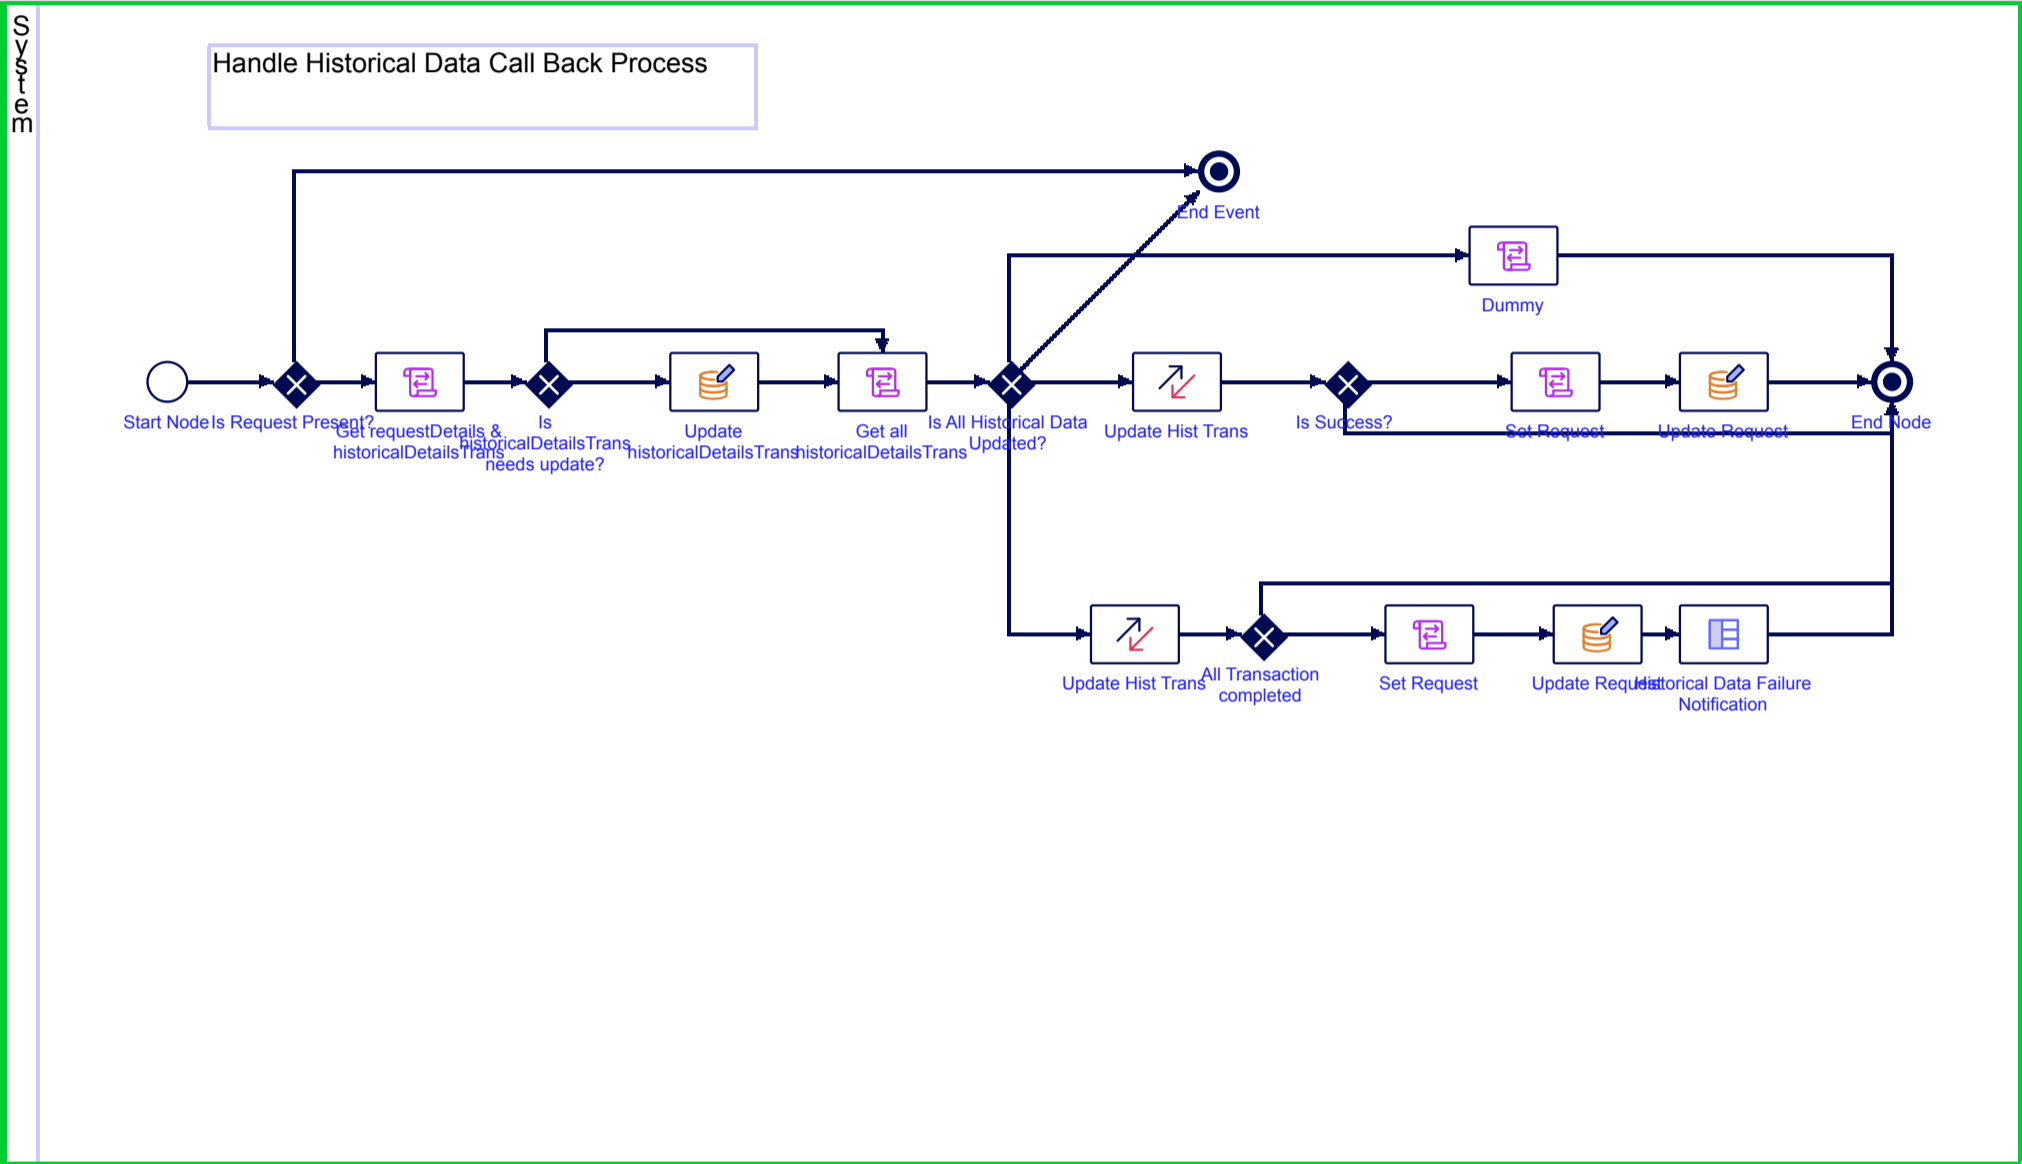 System
Handle Historical Data Call Back Process
End Event
Dummy
Start Node
Is Request Present?
Get requestDetails &
historicalDetailsTrans
Is
historicalDetailsTrans
needs update?
Update
historicalDetailsTrans
Get all
historicalDetailsTrans
Is All Historical Data
Updated?
Update Hist Trans
Is Success?
Set Request
Update Request
End Node
Update Hist Trans
All Transaction
completed
Set Request
Update Request
Historical Data Failure
Notification